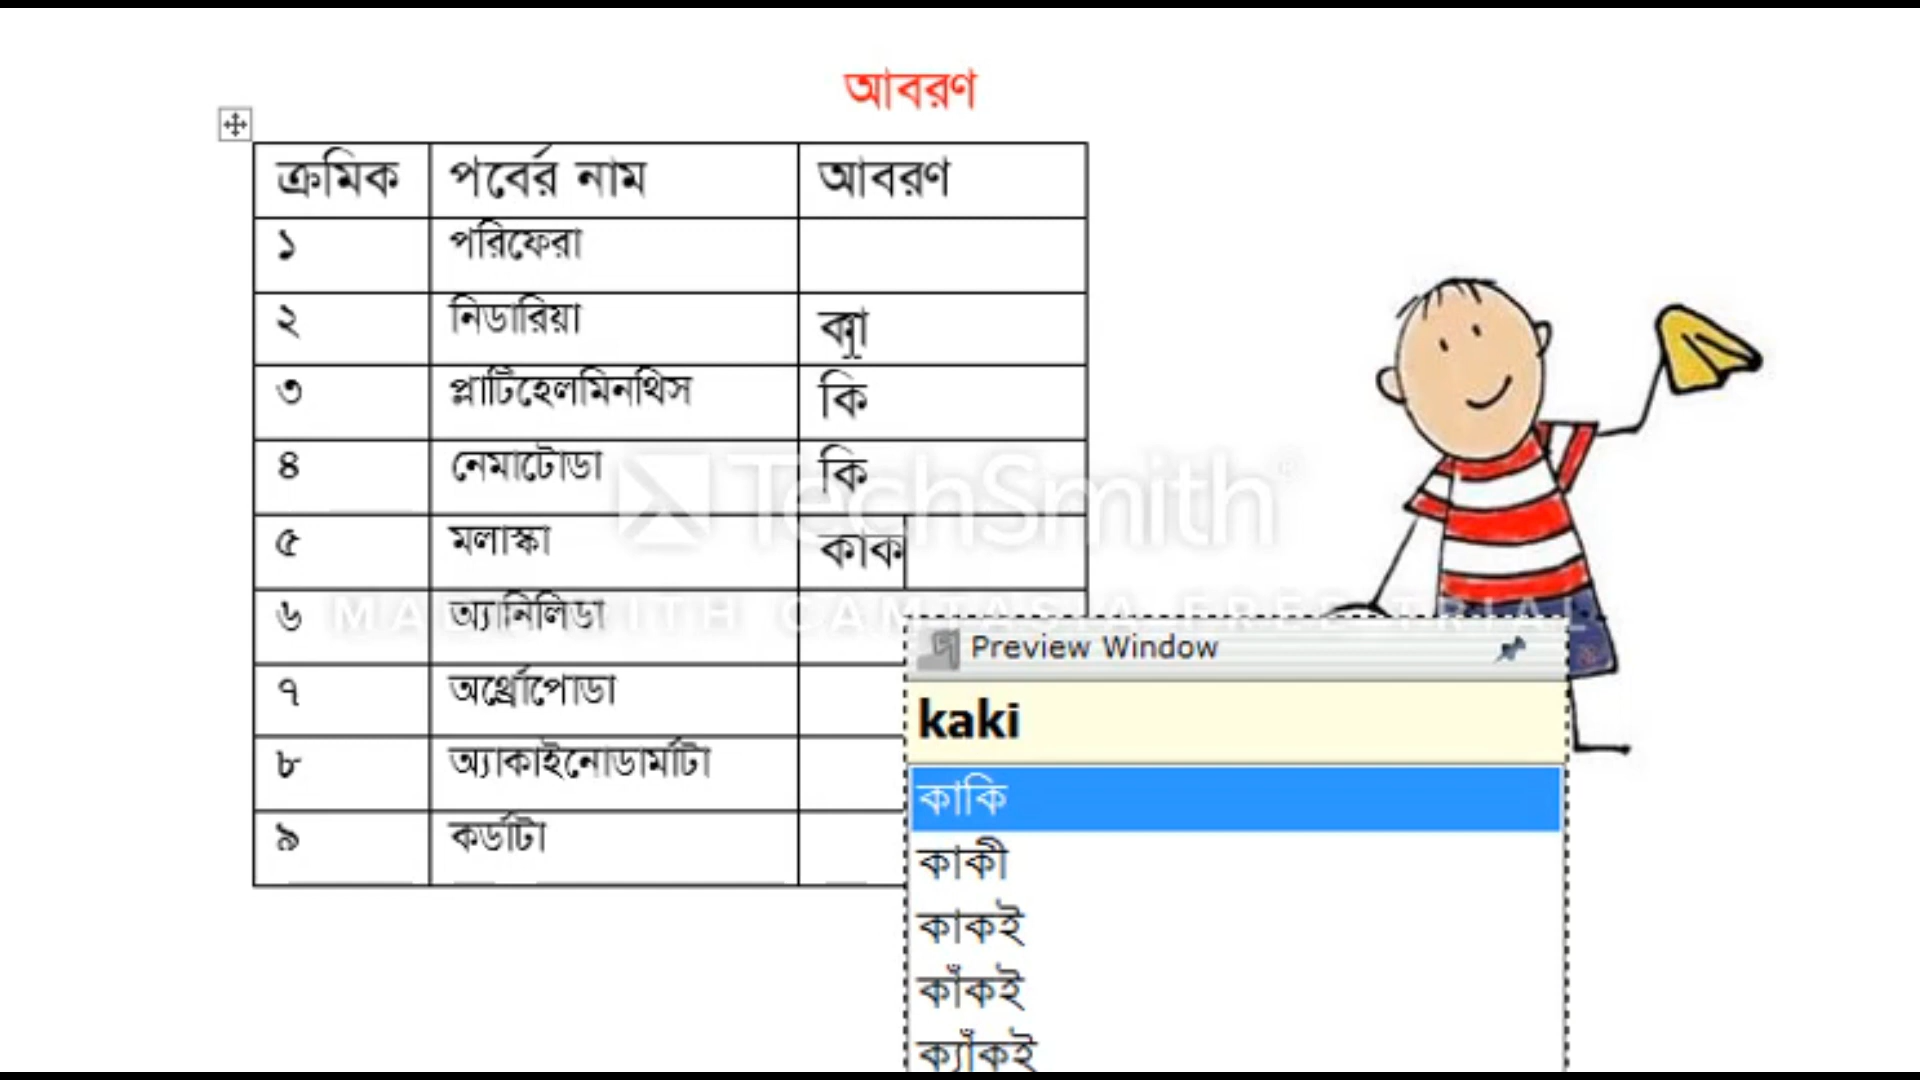 আবরণ
ক্রমিক পর্বের নাম আবরণ
১ পরিফেরা
২ নিডারিয়া কা
৩ প্লাটিহেলমিনথিস কি
৪ নেমাটোডা কি
৫ মলাস্কা কাক
৬ অ্যানিলিডা
৭ অর্থ্রোপোডা
৮ অ্যাকাইনোডার্মাটা
৯ কর্ডাটা
TechSmith
MADE WITH CAMTASIA FREE TRIAL
Preview Window
kaki
কাকি
কাকী
কাকই
কাঁকই
ক্যাঁকই